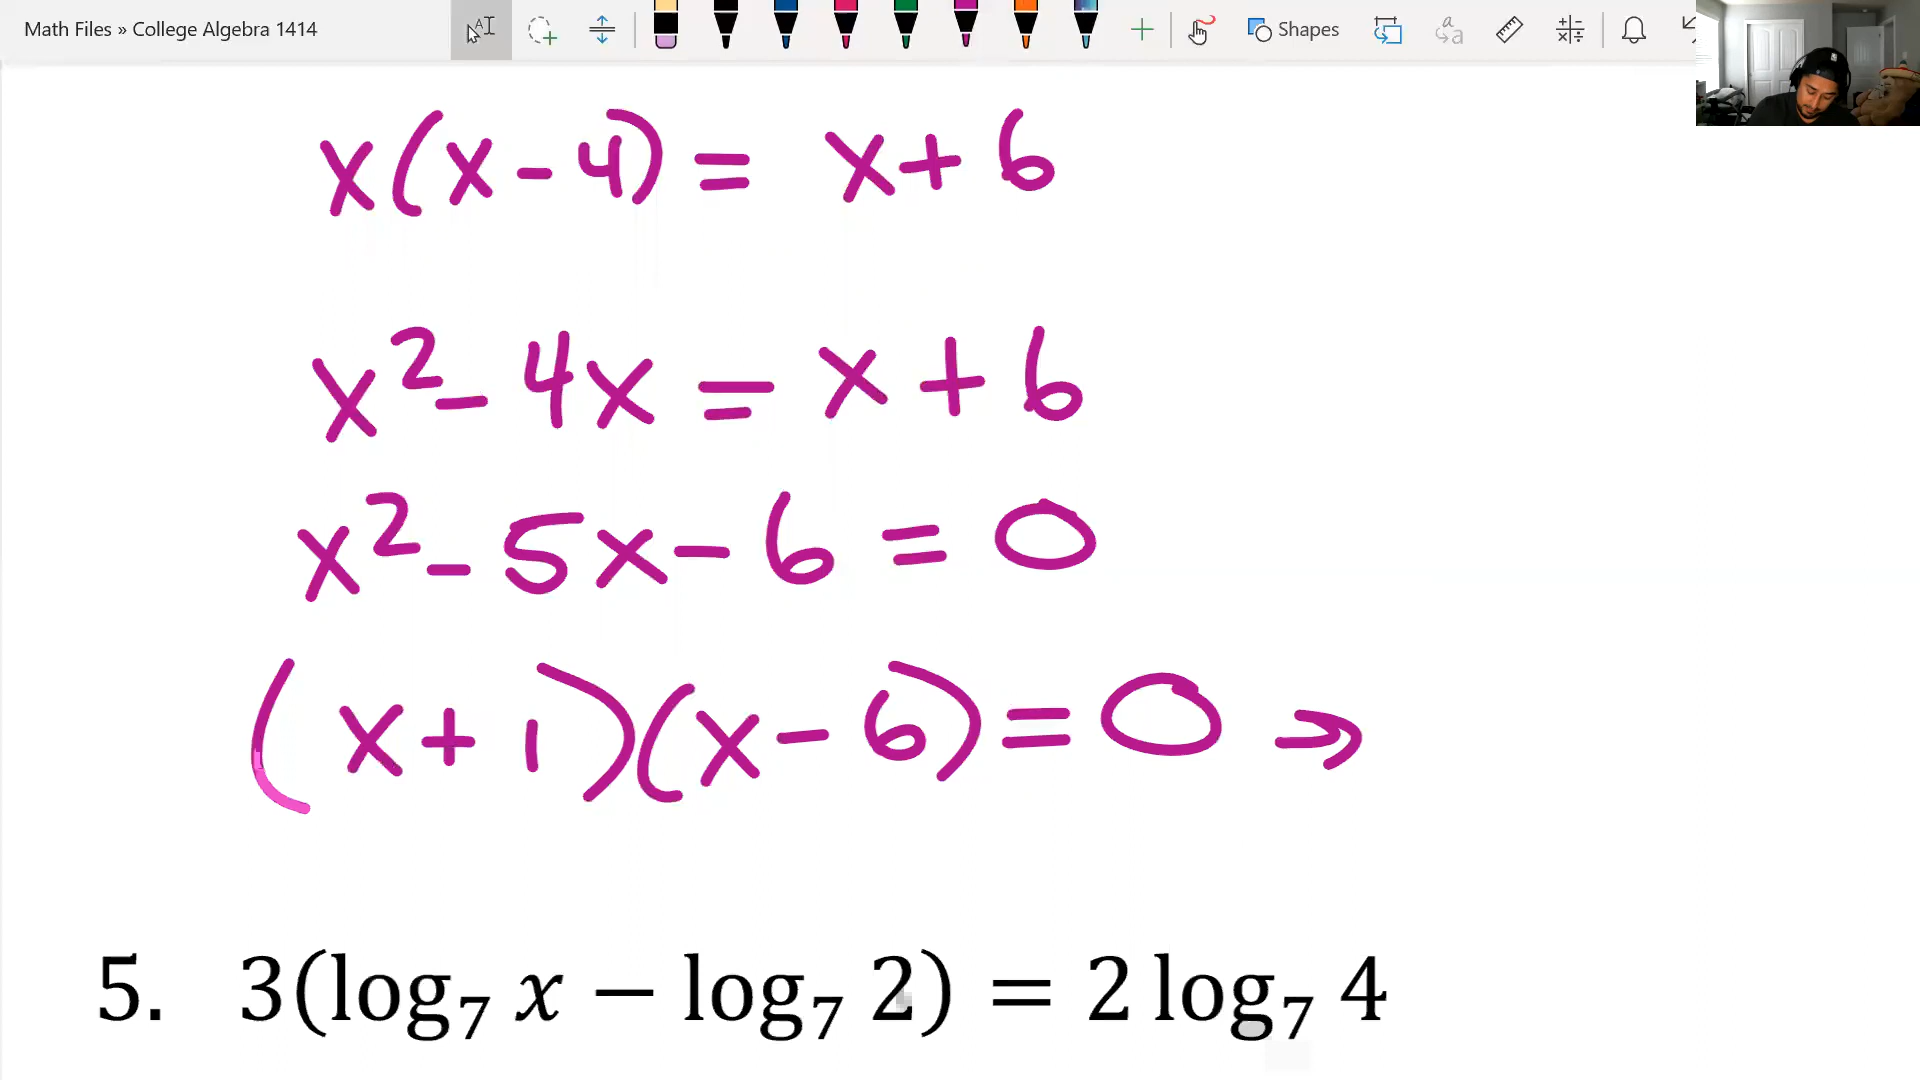 Math Files » College Algebra 1414
Shapes
x(x - 4) = x + 6
x² - 4x = x + 6
x² - 5x - 6 = 0
(x + 1)(x - 6) = 0 ⇒
5. 3(log₇ x − log₇ 2) = 2 log₇ 4